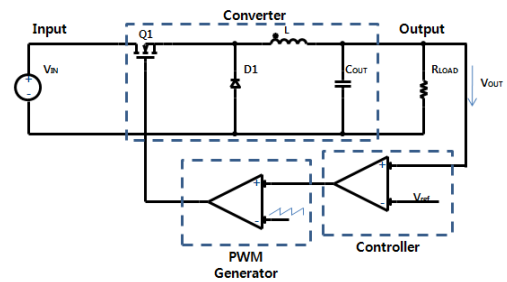 Converter
Input
Output
Q1
L
VIN
D1
COUT
RLOAD
VOUT
+
-
+
-
+
-
Vref
PWM
Generator
Controller